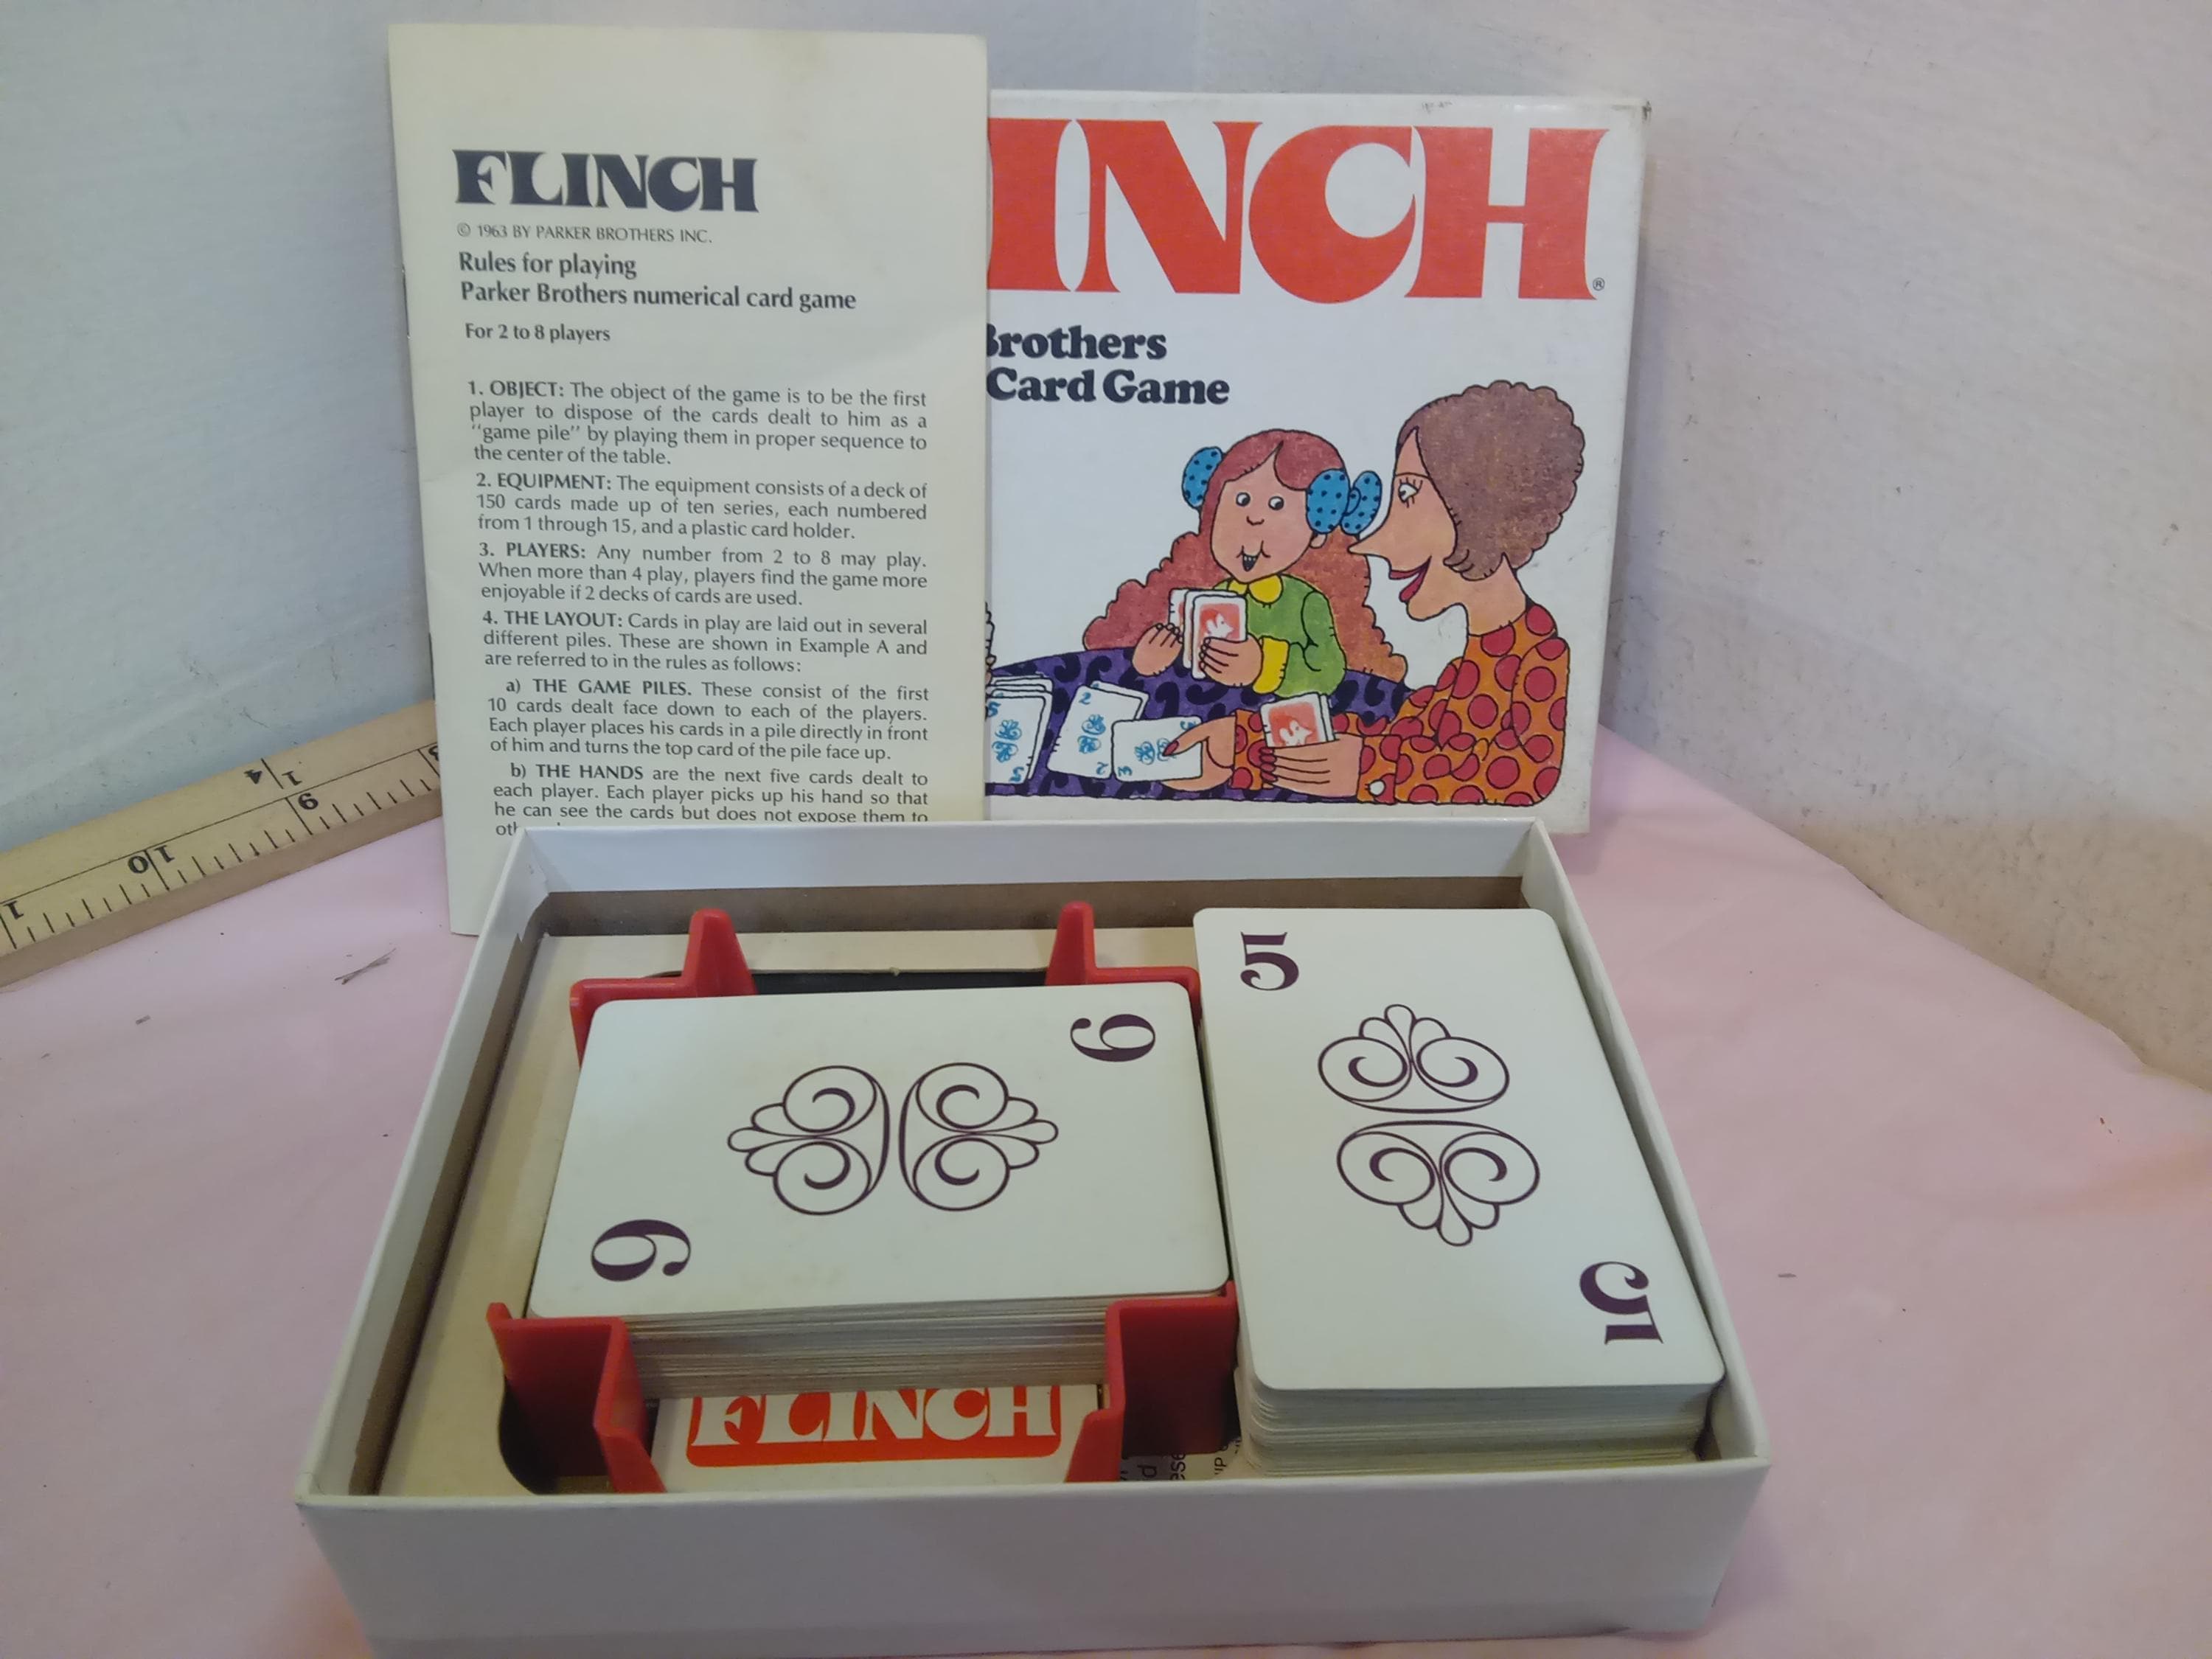 FLINCH
© 1963 BY PARKER BROTHERS INC.
Rules for playing
Parker Brothers numerical card game
For 2 to 8 players
1. OBJECT: The object of the game is to be the first
player to dispose of the cards dealt to him as a
"game pile" by playing them in proper sequence to
the center of the table.
2. EQUIPMENT: The equipment consists of a deck of
150 cards made up of ten series, each numbered
from 1 through 15, and a plastic card holder.
3. PLAYERS: Any number from 2 to 8 may play.
When more than 4 play, players find the game more
enjoyable if 2 decks of cards are used.
4. THE LAYOUT: Cards in play are laid out in several
different piles. These are shown in Example A and
are referred to in the rules as follows:
a) THE GAME PILES. These consist of the first
10 cards dealt face down to each of the players.
Each player places his cards in a pile directly in front
of him and turns the top card of the pile face up.
b) THE HANDS are the next five cards dealt to
each player. Each player picks up his hand so that
he can see the cards but does not expose them to
INCH®
Brothers
Card Game
5
5
2
2
3
3
1
4
9
10
1
6
6
5
5
FLINCH